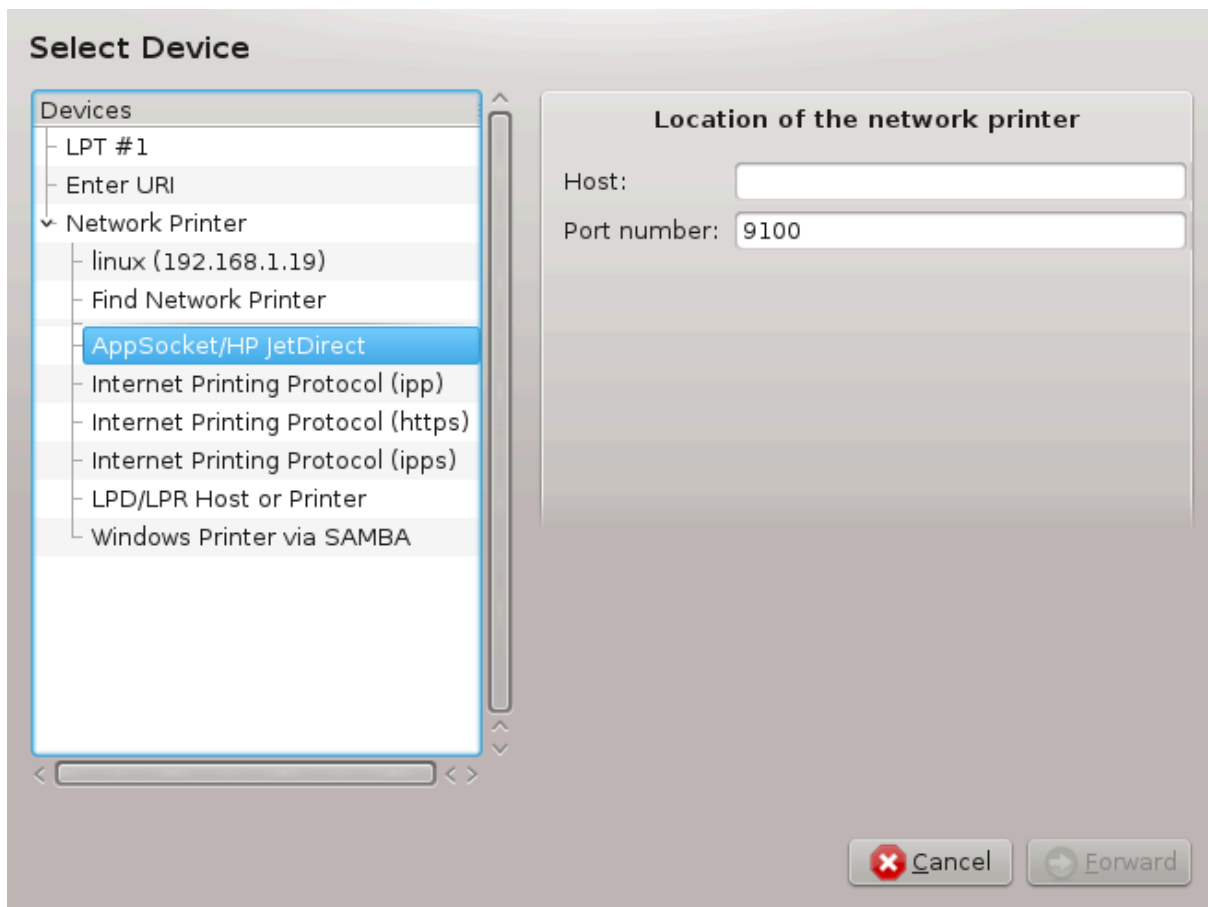 Select Device
Devices
LPT #1
Enter URI
Network Printer
linux (192.168.1.19)
Find Network Printer
AppSocket/HP JetDirect
Internet Printing Protocol (ipp)
Internet Printing Protocol (https)
Internet Printing Protocol (ipps)
LPD/LPR Host or Printer
Windows Printer via SAMBA
Location of the network printer
Host:
Port number: 9100
Cancel
Forward